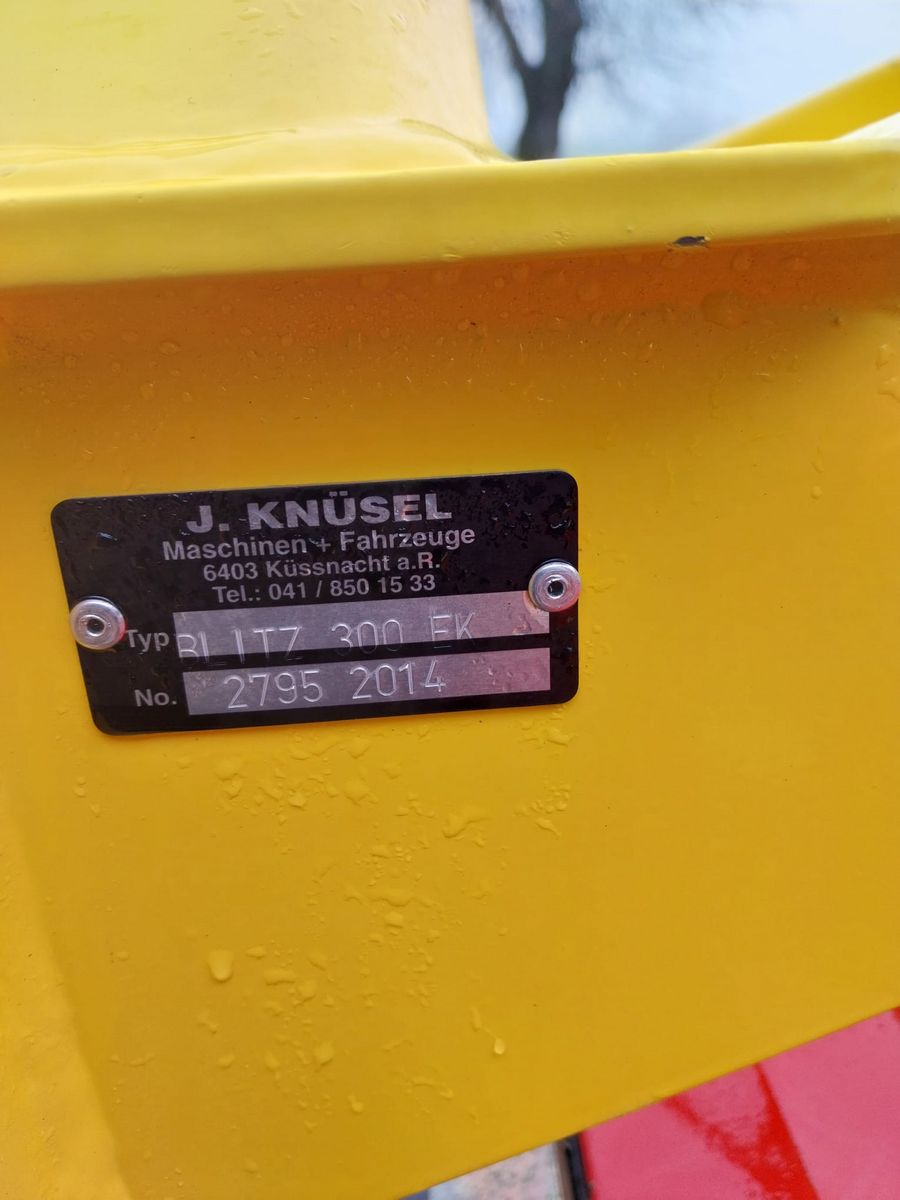 J. KNÜSEL
Maschinen + Fahrzeuge
6403 Küssnacht a.R.
Tel.: 041 / 850 15 33
Typ BLITZ 300 EK
No. 2795 2014